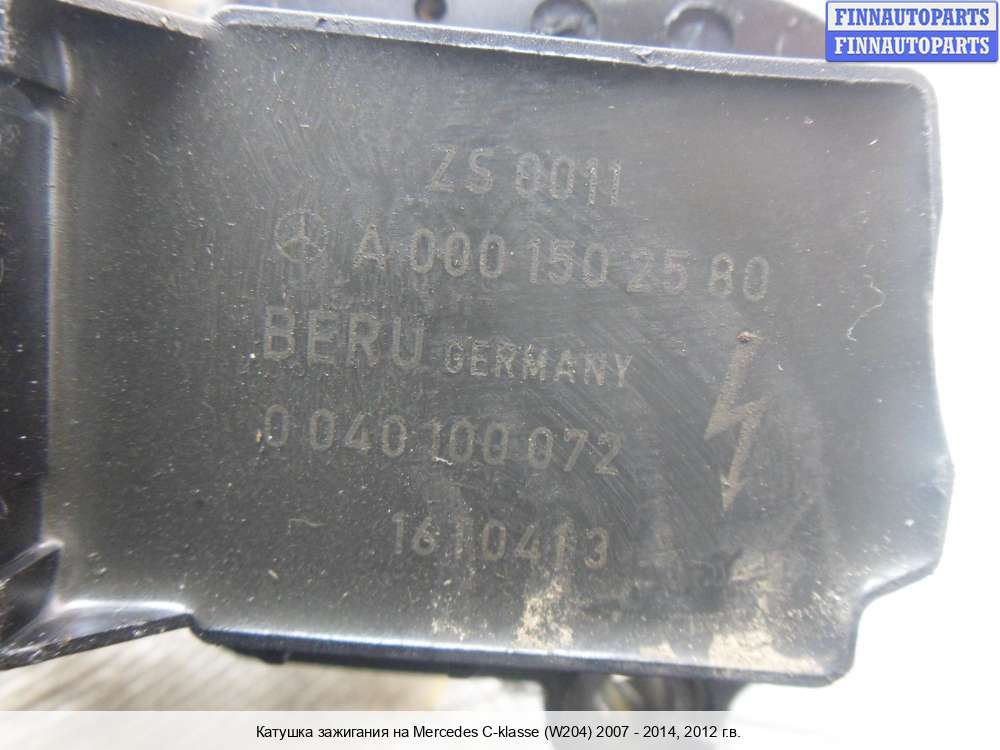 FINNAUTOPARTS
FINNAUTOPARTS
ZS 0011
A 000 150 25 80
BERU GERMANY
0 040 100 072
1610413
Катушка зажигания на Mercedes C-klasse (W204) 2007 - 2014, 2012 г.в.